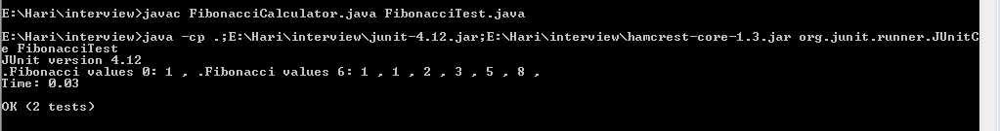 E:\Hari\interview>javac FibonacciCalculator.java FibonacciTest.java
E:\Hari\interview>java -cp .;E:\Hari\interview\junit-4.12.jar;E:\Hari\interview\hamcrest-core-1.3.jar org.junit.runner.JUnitC
e FibonacciTest
JUnit version 4.12
.Fibonacci values 0: 1 , .Fibonacci values 6: 1 , 1 , 2 , 3 , 5 , 8 ,
Time: 0.03
OK (2 tests)